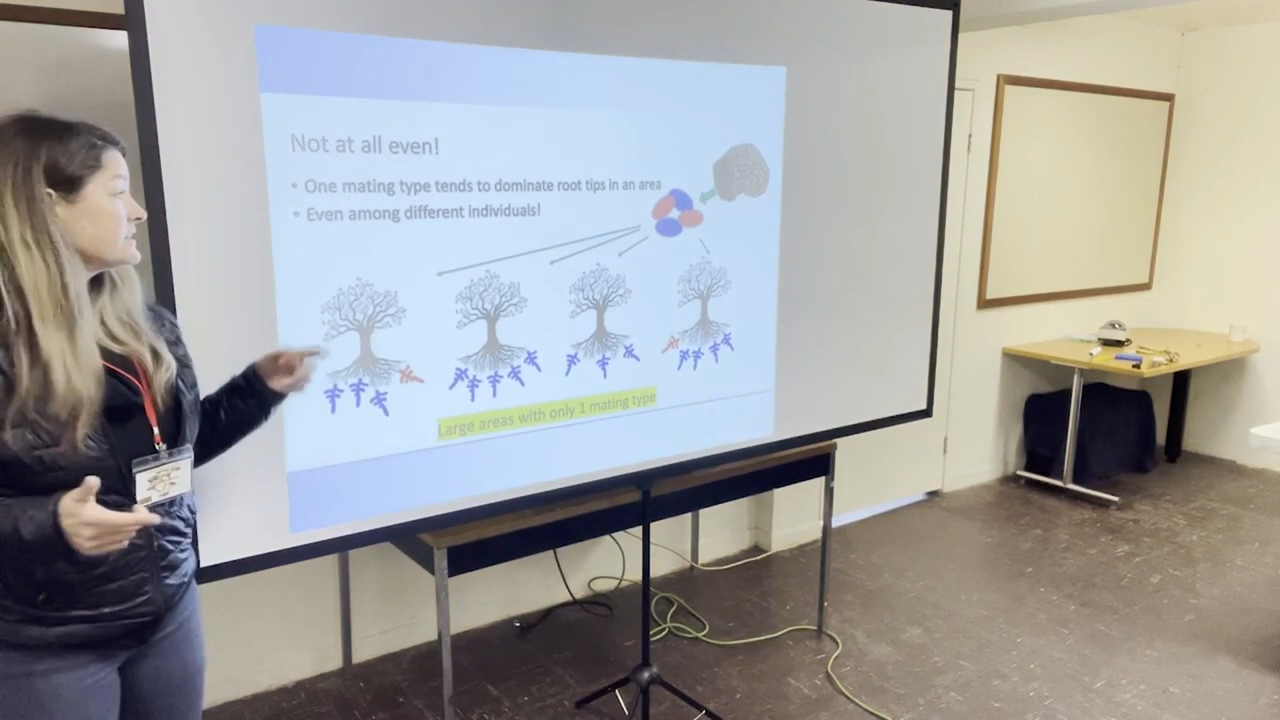 Not at all even!
• One mating type tends to dominate root tips in an area
• Even among different individuals!
Large areas with only 1 mating type